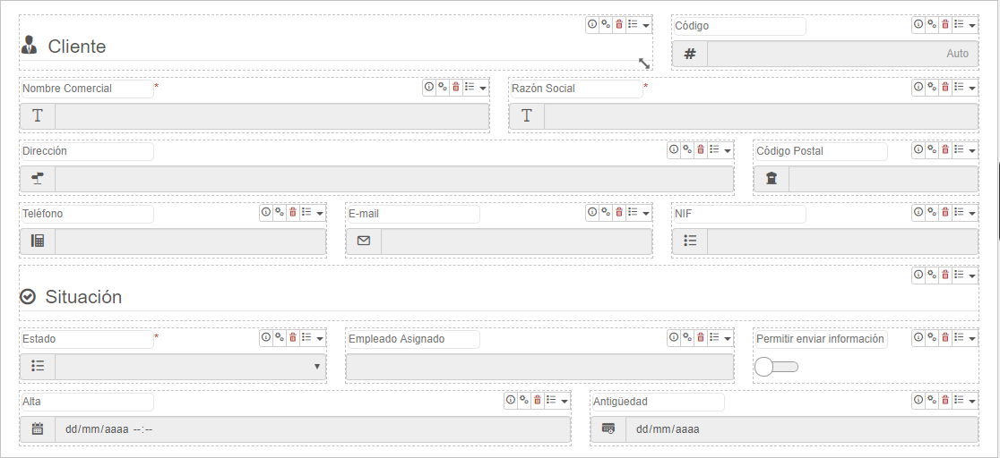 Cliente
Código
# Auto
Nombre Comercial *
Razón Social *
T
T
Dirección
Código Postal
Teléfono
E-mail
NIF
Situación
Estado *
Empleado Asignado
Permitir enviar información
Alta
Antigüedad
dd/mm/aaaa --:--
dd/mm/aaaa